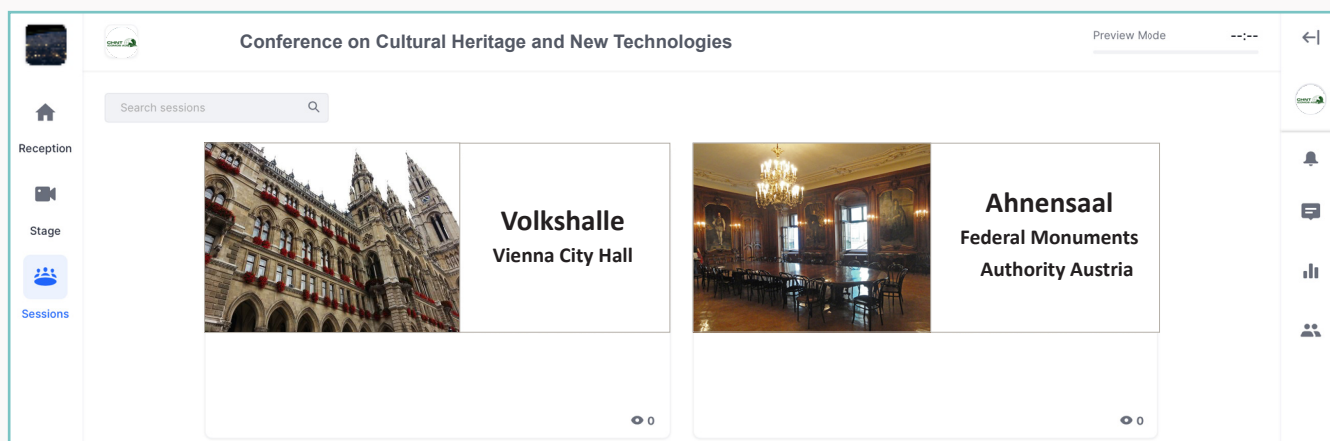 Conference on Cultural Heritage and New Technologies
Preview Mode --:--
Search sessions
Reception
Stage
Sessions
Volkshalle
Vienna City Hall
0
Ahnensaal
Federal Monuments
Authority Austria
0